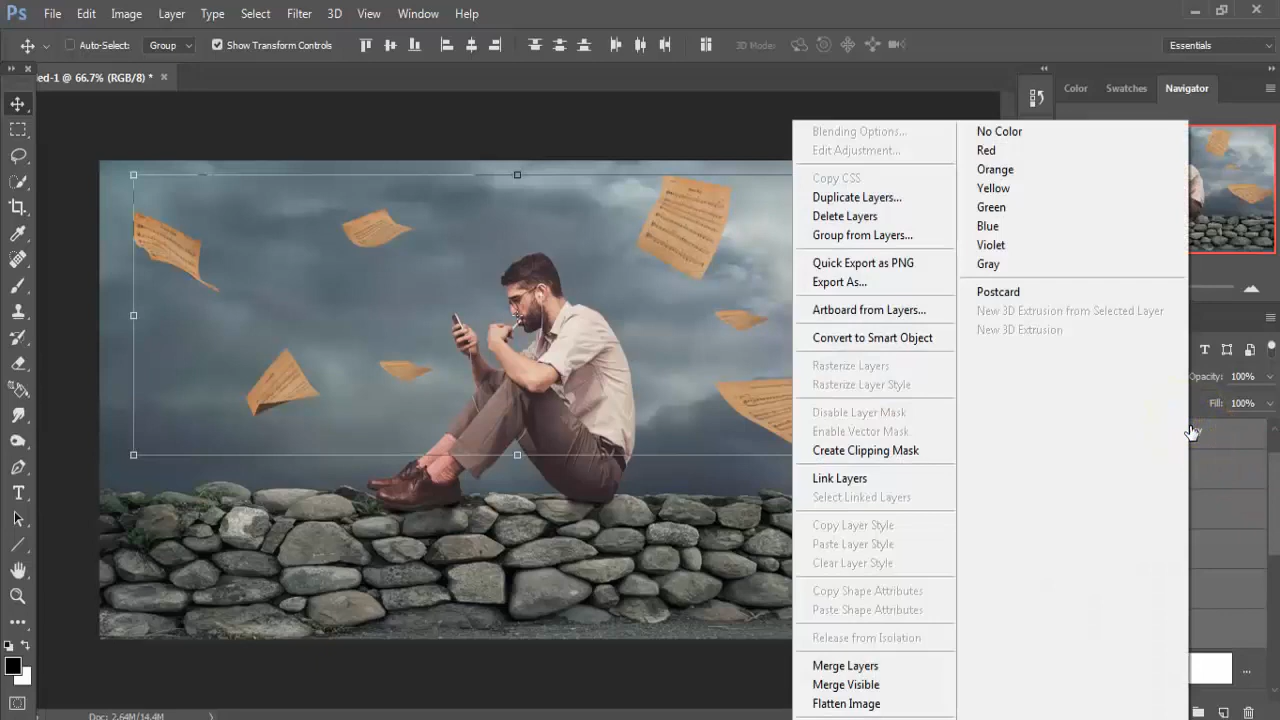 Ps File Edit Image Layer Type Select Filter 3D View Window Help
Auto-Select: Group Show Transform Controls 3D Mode: Essentials
ed-1 @ 66.7% (RGB/8) *
Color Swatches Navigator
Blending Options...
Edit Adjustment...
Copy CSS
Duplicate Layers...
Delete Layers
Group from Layers...
Quick Export as PNG
Export As...
Artboard from Layers...
Convert to Smart Object
Rasterize Layers
Rasterize Layer Style
Disable Layer Mask
Enable Vector Mask
Create Clipping Mask
Link Layers
Select Linked Layers
Copy Layer Style
Paste Layer Style
Clear Layer Style
Copy Shape Attributes
Paste Shape Attributes
Release from Isolation
Merge Layers
Merge Visible
Flatten Image
No Color
Red
Orange
Yellow
Green
Blue
Violet
Gray
Postcard
New 3D Extrusion from Selected Layer
New 3D Extrusion
Opacity: 100%
Fill: 100%
Doc: 2.64M/14.4M